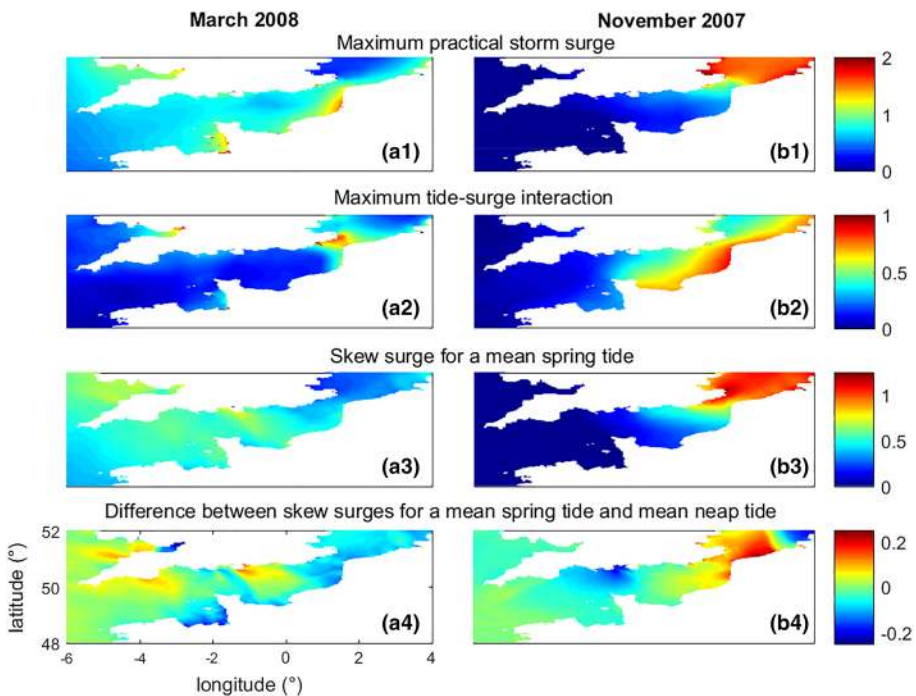 March 2008 November 2007
Maximum practical storm surge
(a1) (b1)
2
1
0
Maximum tide-surge interaction
(a2) (b2)
1
0.5
0
Skew surge for a mean spring tide
(a3) (b3)
1
0.5
0
Difference between skew surges for a mean spring tide and mean neap tide
52
50
48
latitude (°)
(a4) (b4)
0.2
0
-0.2
-6 -4 -2 0 2 4
longitude (°)